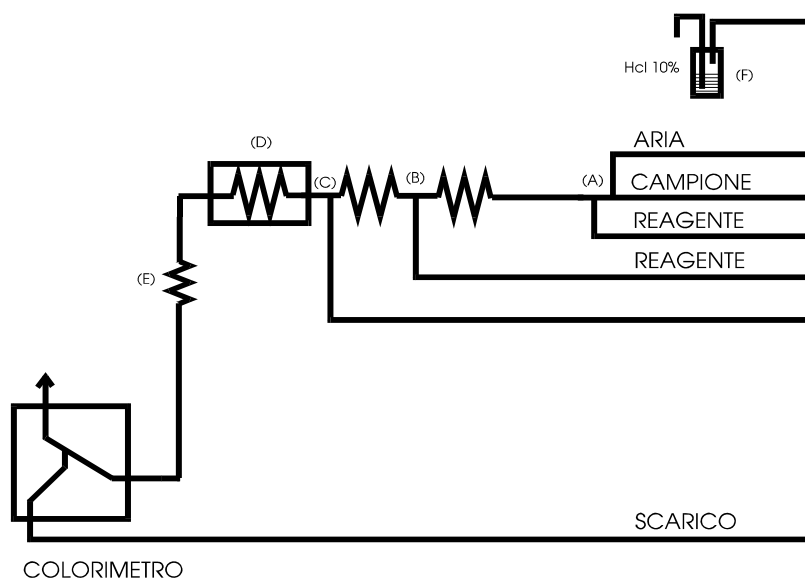 Hcl 10%
(F)
ARIA
(D)
(C)
(B)
(A)
CAMPIONE
REAGENTE
REAGENTE
(E)
SCARICO
COLORIMETRO